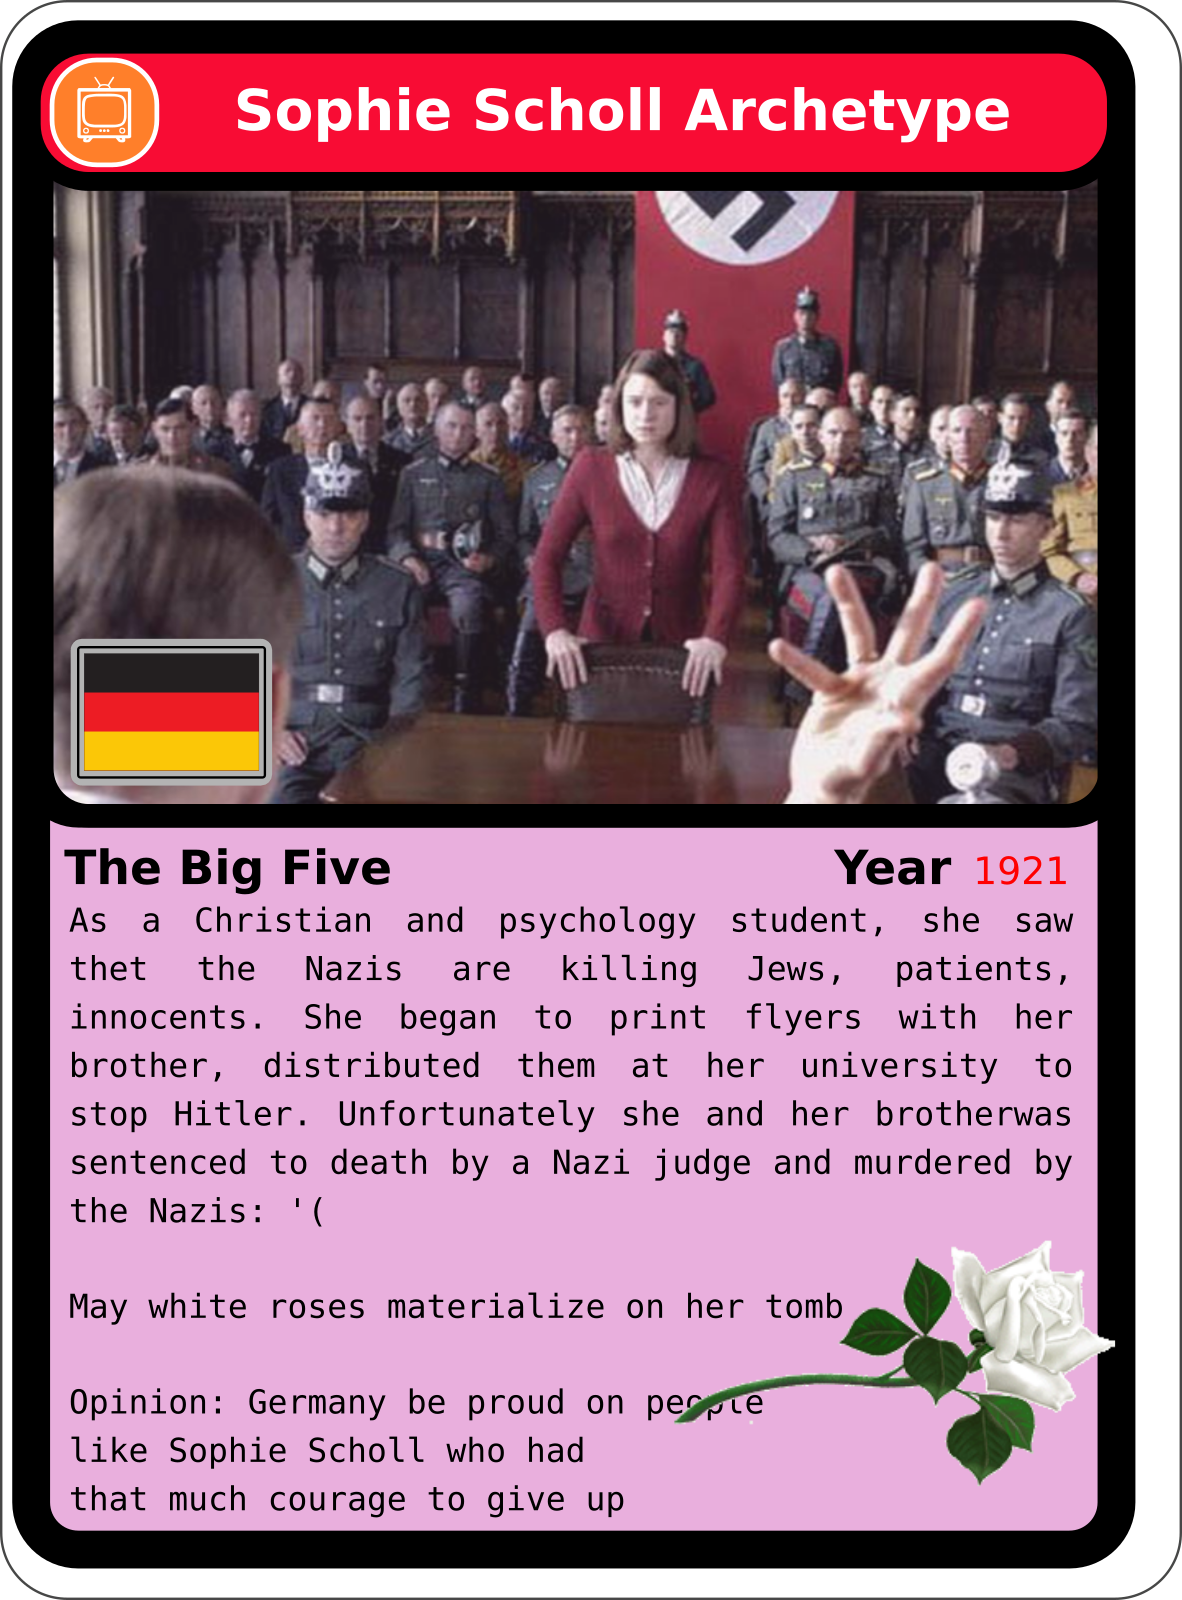 Sophie Scholl Archetype
The Big Five
Year 1921
As a Christian and psychology student, she saw
thet the Nazis are killing Jews, patients,
innocents. She began to print flyers with her
brother, distributed them at her university to
stop Hitler. Unfortunately she and her brotherwas
sentenced to death by a Nazi judge and murdered by
the Nazis: '(
May white roses materialize on her tomb
Opinion: Germany be proud on people
like Sophie Scholl who had
that much courage to give up